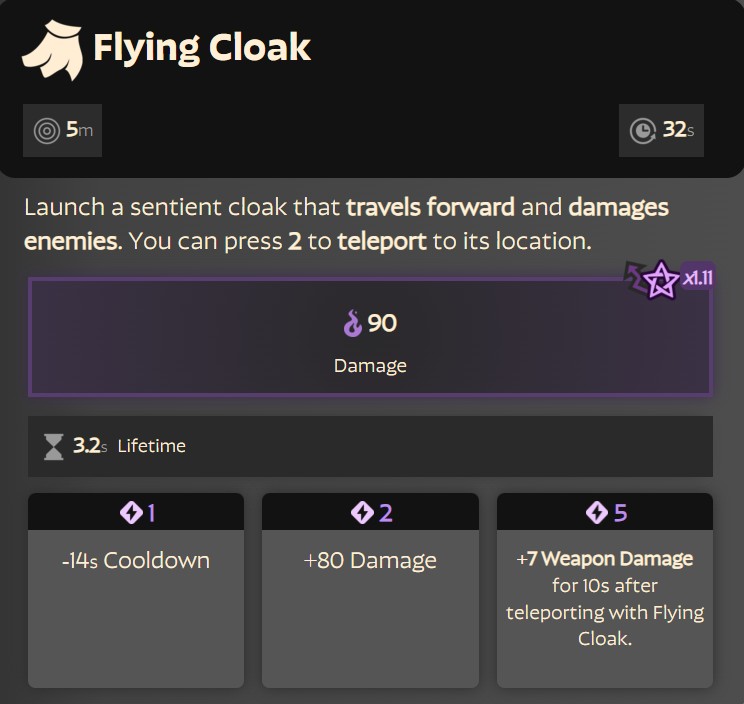 Flying Cloak
5m
32s
Launch a sentient cloak that travels forward and damages
enemies. You can press 2 to teleport to its location.
x1.11
90
Damage
3.2s Lifetime
1
-14s Cooldown
2
+80 Damage
5
+7 Weapon Damage
for 10s after
teleporting with Flying
Cloak.